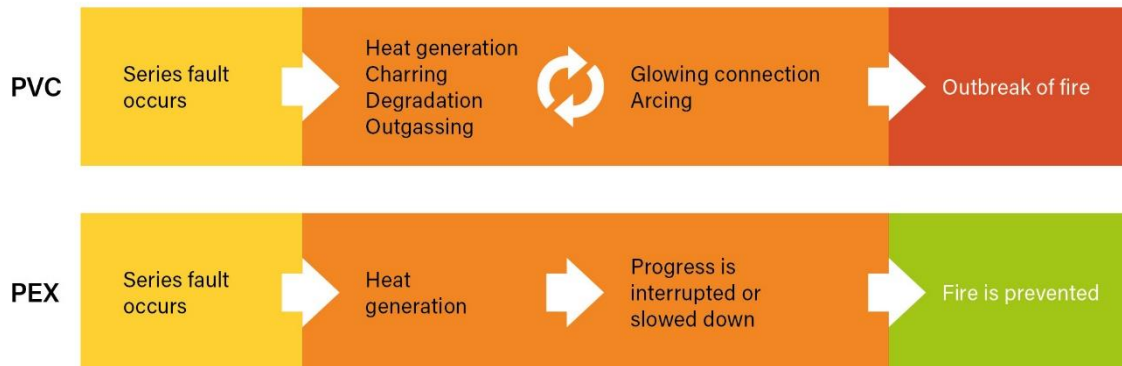 PVC
Series fault
occurs
Heat generation
Charring
Degradation
Outgassing
Glowing connection
Arcing
Outbreak of fire
PEX
Series fault
occurs
Heat
generation
Progress is
interrupted or
slowed down
Fire is prevented